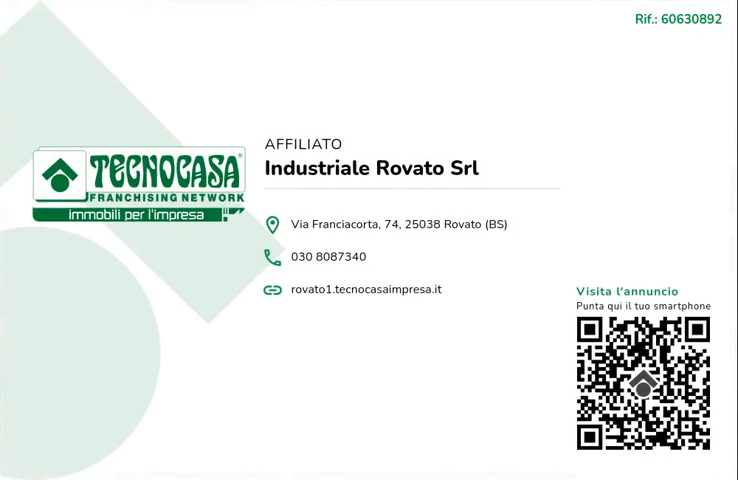 Rif.: 60630892
AFFILIATO
Industriale Rovato Srl
TECNOCASA®
FRANCHISING NETWORK
immobili per l'impresa
Via Franciacorta, 74, 25038 Rovato (BS)
030 8087340
rovato1.tecnocasaimpresa.it
Visita l'annuncio
Punta qui il tuo smartphone